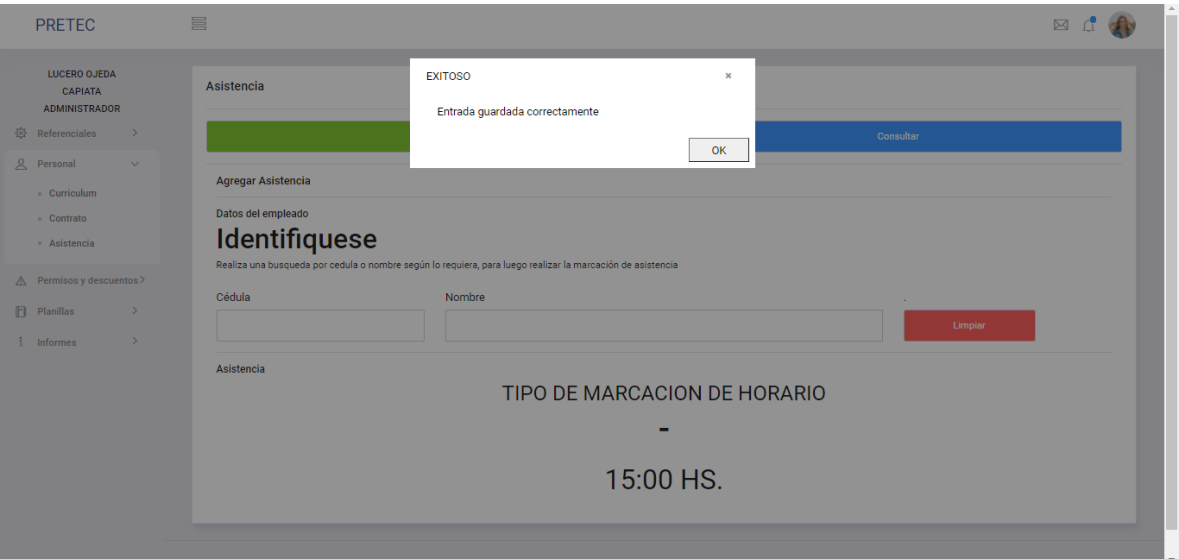 PRETEC
LUCERO OJEDA
CAPIATA
ADMINISTRADOR
Referenciales
Personal
Curriculum
Contrato
Asistencia
Permisos y descuentos
Planillas
Informes
Asistencia
EXITOSO
×
Entrada guardada correctamente
OK
Consultar
Agregar Asistencia
Datos del empleado
Identifiquese
Realiza una busqueda por cedula o nombre según lo requiera, para luego realizar la marcación de asistencia
Cédula
Nombre
.
Limpiar
Asistencia
TIPO DE MARCACION DE HORARIO
-
15:00 HS.